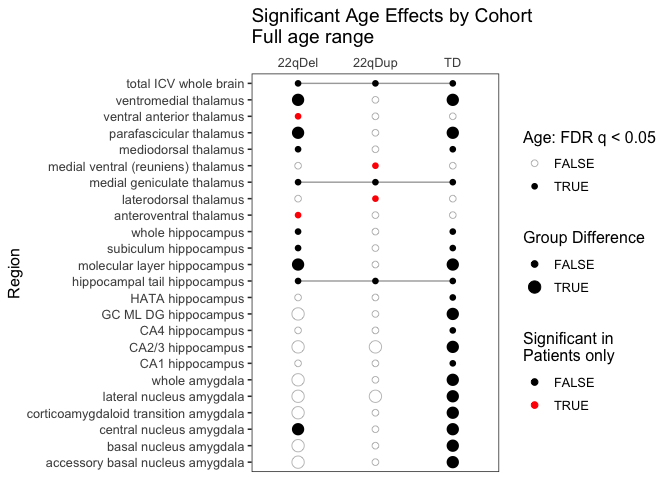 Significant Age Effects by Cohort
Full age range
22qDel 22qDup TD
total ICV whole brain
ventromedial thalamus
ventral anterior thalamus
parafascicular thalamus
mediodorsal thalamus
medial ventral (reuniens) thalamus
medial geniculate thalamus
laterodorsal thalamus
anteroventral thalamus
whole hippocampus
subiculum hippocampus
molecular layer hippocampus
hippocampal tail hippocampus
HATA hippocampus
GC ML DG hippocampus
CA4 hippocampus
CA2/3 hippocampus
CA1 hippocampus
whole amygdala
lateral nucleus amygdala
corticoamygdaloid transition amygdala
central nucleus amygdala
basal nucleus amygdala
accessory basal nucleus amygdala
Region
Age: FDR q < 0.05
FALSE
TRUE
Group Difference
FALSE
TRUE
Significant in
Patients only
FALSE
TRUE